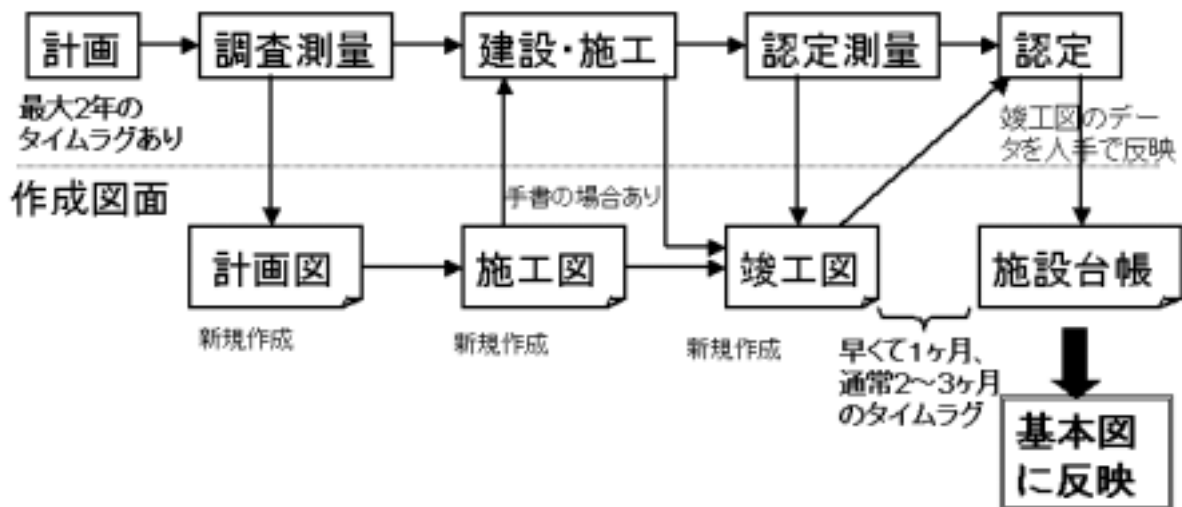 計画
調査測量
建設・施工
認定測量
認定
最大2年の
タイムラグあり
竣工図のデー
タを人手で反映
作成図面
手書の場合あり
計画図
施工図
竣工図
施設台帳
新規作成
新規作成
新規作成
早くて1ヶ月、
通常2～3ヶ月
のタイムラグ
基本図
に反映